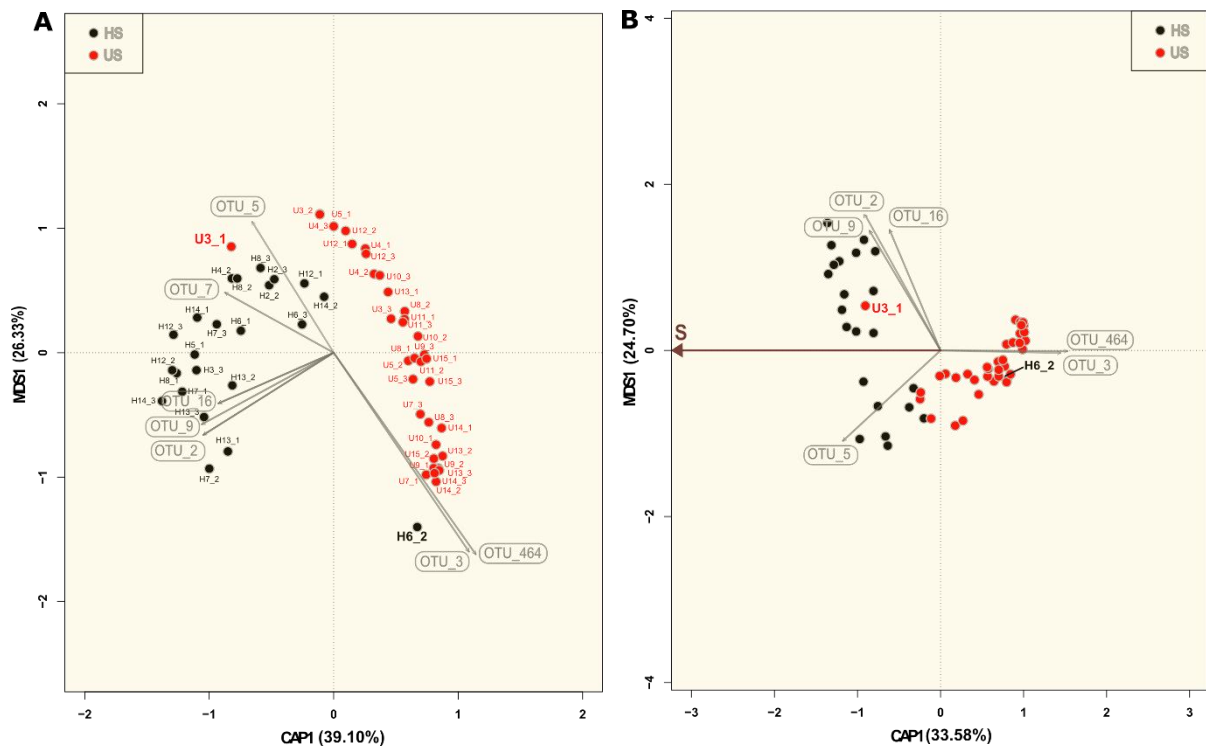 A
HS
US
2
1
0
−1
−2
MDS1 (26.33%)
OTU_5
U3_2
U5_1
U4_3
U12_2
U3_1
U12_1
U4_1
U12_3
H8_3
H4_2
H2_3
H12_1
U4_2
U10_3
H8_2
OTU_7
H2_2
U13_1
H14_2
U8_2
H14_1
U3_3
U11_1
H12_3
H6_1
H6_3
U11_3
H7_3
U10_2
H5_1
U9_3
U8_1
U15_1
H12_2
H3_3
U5_2
U11_2
H8_1
H13_2
U5_3
U15_3
H7_1
OTU_16
H14_3
H13_3
U7_3
U8_3
OTU_9
U14_1
OTU_2
U10_1
H13_1
U15_2
U13_2
H7_2
U9_1
U9_2
U13_3
U7_1
U14_3
U14_2
H6_2
OTU_3
OTU_464
−2
−1
0
1
2
CAP1 (39.10%)
B
HS
US
4
2
0
−2
−4
MDS1 (24.70%)
OTU_2
OTU_16
OTU_9
U3_1
S
OTU_464
OTU_3
H6_2
OTU_5
−3
−2
−1
0
1
2
3
CAP1 (33.58%)